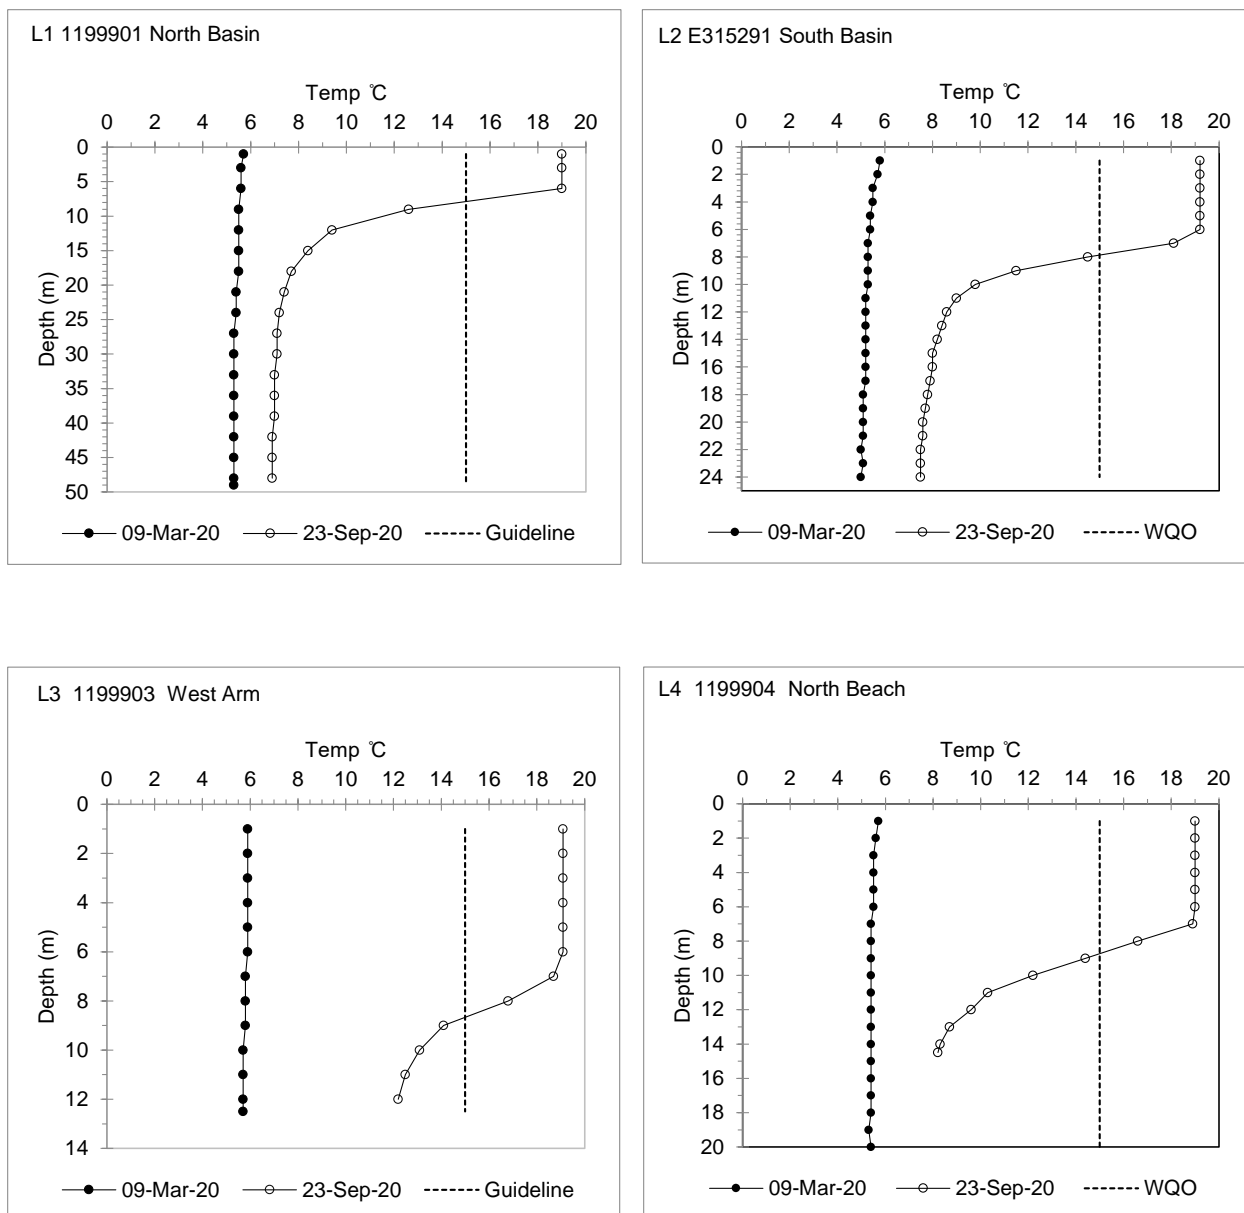 L1 1199901 North Basin
Temp ℃
0 2 4 6 8 10 12 14 16 18 20
0
5
10
15
20
25
30
35
40
45
50
Depth (m)
09-Mar-20 23-Sep-20 Guideline
L2 E315291 South Basin
Temp ℃
0 2 4 6 8 10 12 14 16 18 20
0
2
4
6
8
10
12
14
16
18
20
22
24
Depth (m)
09-Mar-20 23-Sep-20 WQO
L3 1199903 West Arm
Temp ℃
0 2 4 6 8 10 12 14 16 18 20
0
2
4
6
8
10
12
14
Depth (m)
09-Mar-20 23-Sep-20 Guideline
L4 1199904 North Beach
Temp ℃
0 2 4 6 8 10 12 14 16 18 20
0
2
4
6
8
10
12
14
16
18
20
Depth (m)
09-Mar-20 23-Sep-20 WQO